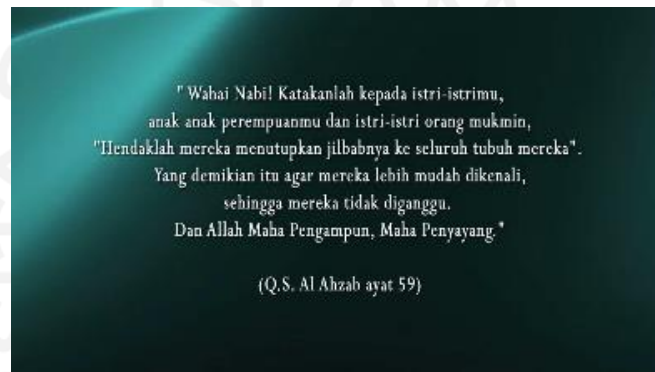 " Wahai Nabi! Katakanlah kepada istri-istrimu,
anak anak perempuanmu dan istri-istri orang mukmin,
"Hendaklah mereka menutupkan jilbabnya ke seluruh tubuh mereka".
Yang demikian itu agar mereka lebih mudah dikenali,
sehingga mereka tidak diganggu.
Dan Allah Maha Pengampun, Maha Penyayang."
(Q.S. Al Ahzab ayat 59)